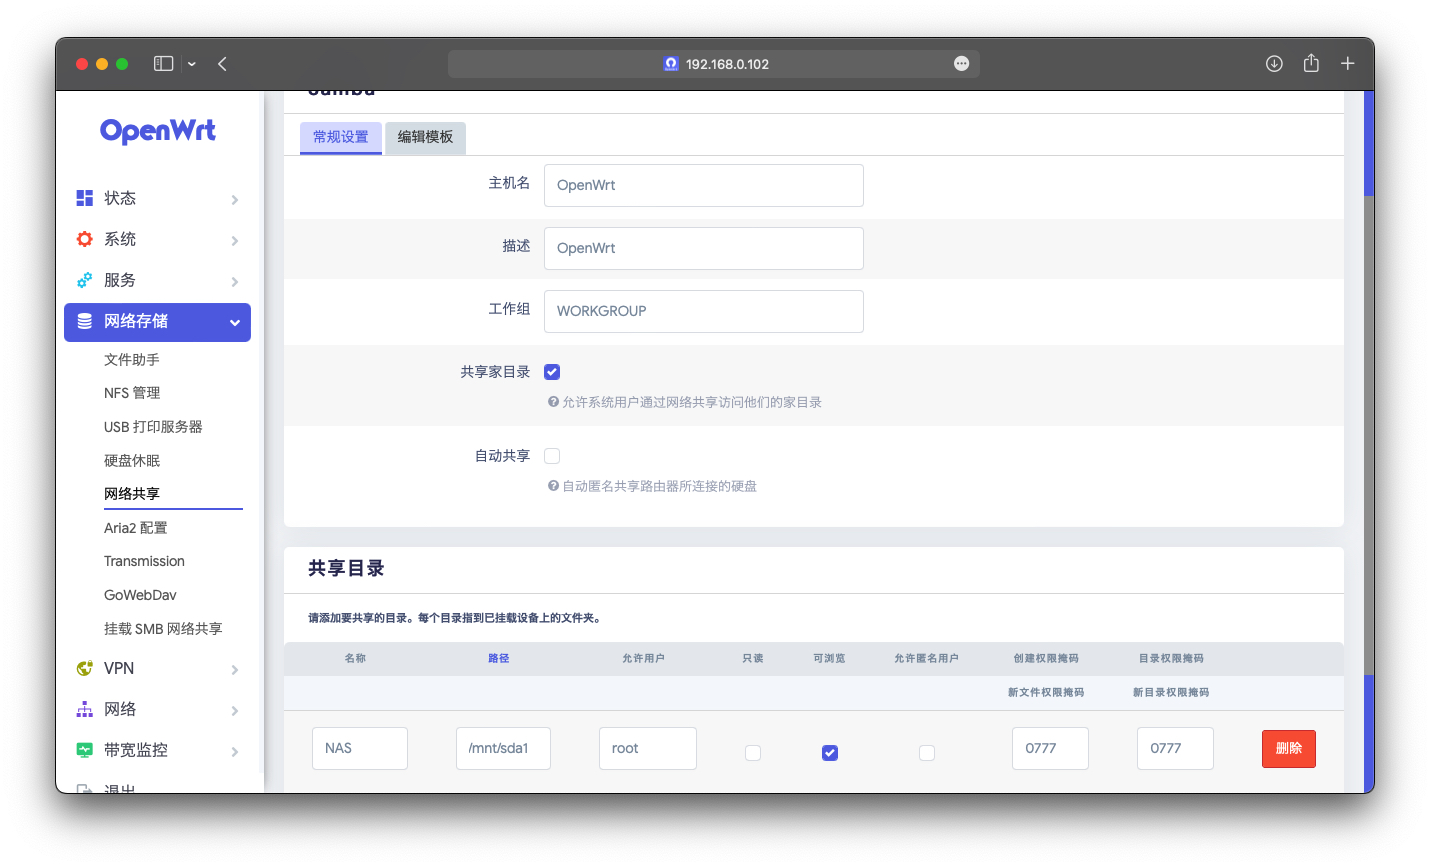 192.168.0.102
OpenWrt
状态
系统
服务
网络存储
文件助手
NFS 管理
USB 打印服务器
硬盘休眠
网络共享
Aria2 配置
Transmission
GoWebDav
挂载 SMB 网络共享
VPN
网络
带宽监控
退出
Samba
常规设置
编辑模板
主机名
OpenWrt
描述
OpenWrt
工作组
WORKGROUP
共享家目录
允许系统用户通过网络共享访问他们的家目录
自动共享
自动匿名共享路由器所连接的硬盘
共享目录
请添加要共享的目录。每个目录指到已挂载设备上的文件夹。
名称 路径 允许用户 只读 可浏览 允许匿名用户 创建权限掩码 目录权限掩码
新文件权限掩码 新目录权限掩码
NAS /mnt/sda1 root 0777 0777 删除